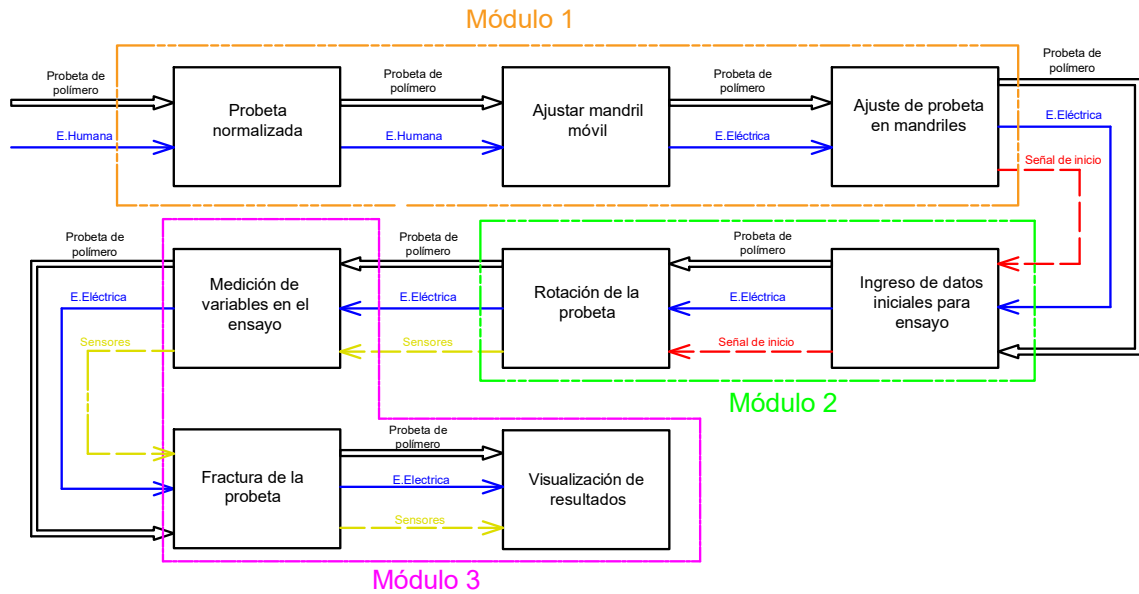 Módulo 1
Probeta de
polímero
E.Humana
Probeta
normalizada
Probeta de
polímero
E.Humana
Ajustar mandril
móvil
Probeta de
polímero
E.Eléctrica
Ajuste de probeta
en mandriles
Probeta de
polímero
E.Eléctrica
Señal de inicio
Ingreso de datos
iniciales para
ensayo
Probeta de
polímero
E.Eléctrica
Señal de inicio
Rotación de la
probeta
Módulo 2
Probeta de
polímero
E.Eléctrica
Sensores
Medición de
variables en el
ensayo
Probeta de
polímero
E.Eléctrica
Sensores
Fractura de la
probeta
Probeta de
polímero
E.Electrica
Sensores
Visualización de
resultados
Módulo 3